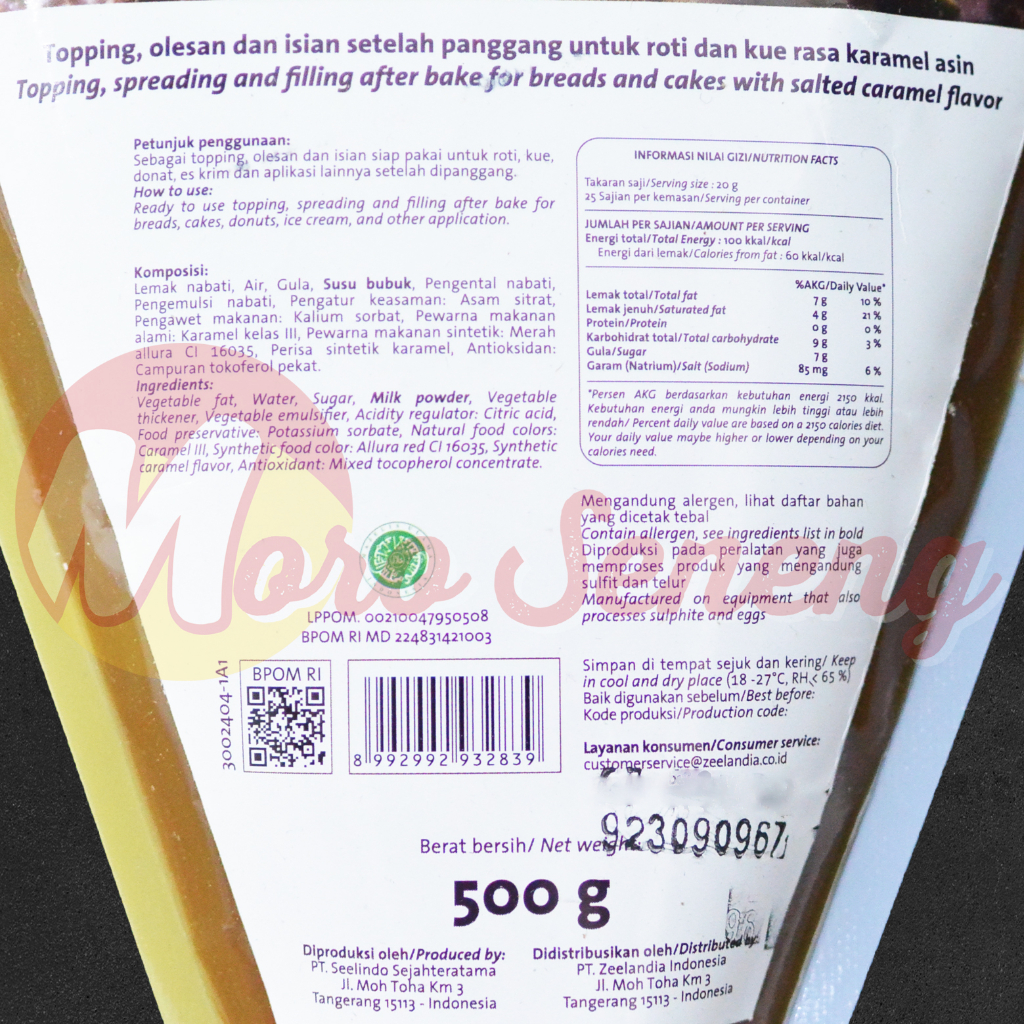 Topping, olesan dan isian setelah panggang untuk roti dan kue rasa karamel asin
Topping, spreading and filling after bake for breads and cakes with salted caramel flavor
Petunjuk penggunaan:
Sebagai topping, olesan dan isian siap pakai untuk roti, kue,
donat, es krim dan aplikasi lainnya setelah dipanggang.
How to use:
Ready to use topping, spreading and filling after bake for
breads, cakes, donuts, ice cream, and other application.
Komposisi:
Lemak nabati, Air, Gula, Susu bubuk, Pengental nabati,
Pengemulsi nabati, Pengatur keasaman: Asam sitrat,
Pengawet makanan: Kalium sorbat, Pewarna makanan
alami: Karamel kelas III, Pewarna makanan sintetik: Merah
allura CI 16035, Perisa sintetik karamel, Antioksidan:
Campuran tokoferol pekat.
Ingredients:
Vegetable fat, Water, Sugar, Milk powder, Vegetable
thickener, Vegetable emulsifier, Acidity regulator: Citric acid,
Food preservative: Potassium sorbate, Natural food colors:
Caramel III, Synthetic food color: Allura red CI 16035, Synthetic
caramel flavor, Antioxidant: Mixed tocopherol concentrate.
INFORMASI NILAI GIZI/NUTRITION FACTS
Takaran saji/Serving size : 20 g
25 Sajian per kemasan/Serving per container
JUMLAH PER SAJIAN/AMOUNT PER SERVING
Energi total/Total Energy : 100 kkal/kcal
Energi dari lemak/Calories from fat : 60 kkal/kcal
%AKG/Daily Value*
Lemak total/Total fat 7 g 10 %
Lemak jenuh/Saturated fat 4 g 21 %
Protein/Protein 0 g 0 %
Karbohidrat total/Total carbohydrate 9 g 3 %
Gula/Sugar 7 g
Garam (Natrium)/Salt (Sodium) 85 mg 6 %
*Persen AKG berdasarkan kebutuhan energi 2150 kkal.
Kebutuhan energi anda mungkin lebih tinggi atau lebih
rendah/ Percent daily value are based on a 2150 calories diet.
Your daily value maybe higher or lower depending on your
calories need.
Mengandung alergen, lihat daftar bahan
yang dicetak tebal
Contain allergen, see ingredients list in bold
Diproduksi pada peralatan yang juga
memproses produk yang mengandung
sulfit dan telur
Manufactured on equipment that also
processes sulphite and eggs
Moro Seneng
LPPOM. 00210047950508
BPOM RI MD 224831421003
3002404-1A1
BPOM RI
8 992992 932839
Simpan di tempat sejuk dan kering/ Keep
in cool and dry place (18 -27°C, RH < 65 %)
Baik digunakan sebelum/Best before:
Kode produksi/Production code:
Layanan konsumen/Consumer service:
customerservice@zeelandia.co.id
923090967
Berat bersih/ Net weight:
500 g
Diproduksi oleh/Produced by:
PT. Seelindo Sejahteratama
Jl. Moh Toha Km 3
Tangerang 15113 - Indonesia
Didistribusikan oleh/Distributed by:
PT. Zeelandia Indonesia
Jl. Moh Toha Km 3
Tangerang 15113 - Indonesia